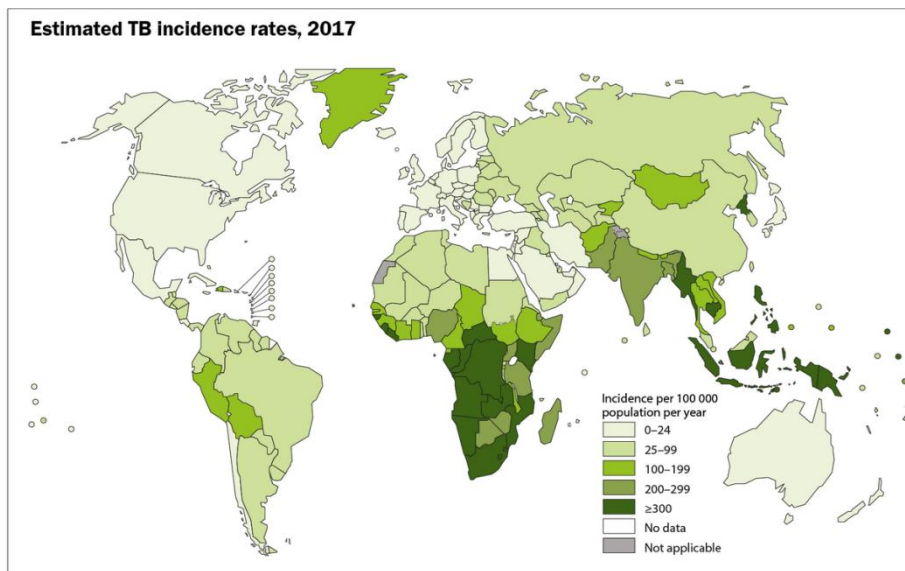 Estimated TB incidence rates, 2017
Incidence per 100 000
population per year
0–24
25–99
100–199
200–299
≥300
No data
Not applicable